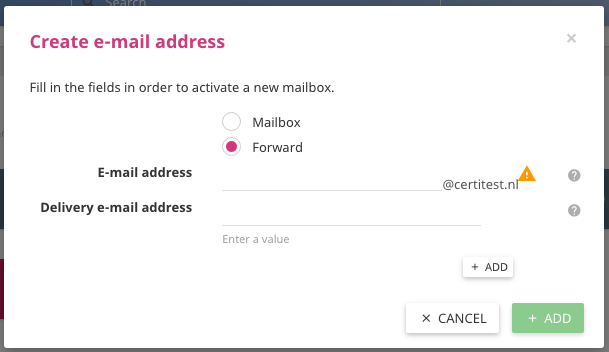 Search
Create e-mail address
Fill in the fields in order to activate a new mailbox.
Mailbox
Forward
E-mail address
@certitest.nl
Delivery e-mail address
Enter a value
+ ADD
× CANCEL
+ ADD